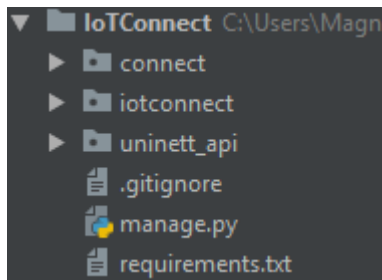 IoTConnect C:\Users\Magn
connect
iotconnect
uninett_api
.gitignore
manage.py
requirements.txt